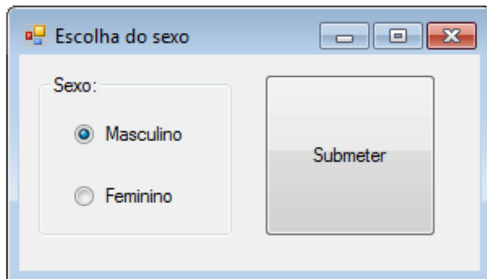 Escolha do sexo
Sexo:
Masculino
Feminino
Submeter